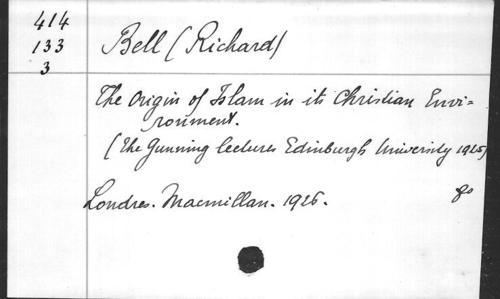 414
133
3
Bell (Richard)
The Origin of Islam in its Christian Envi=
ronment.
(The Gunning lectures Edinburgh University 1925)
Londres. Macmillan. 1926. 8o